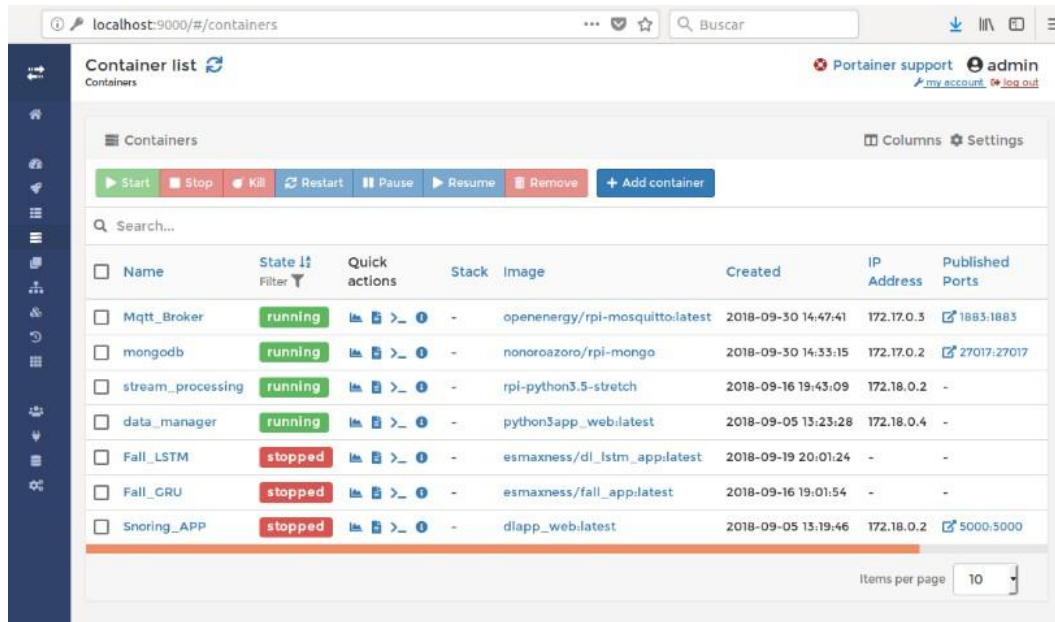 localhost:9000/#/containers
Buscar
Container list
Containers
Portainer support
admin
my account
log out
Containers
Columns
Settings
Start Stop Kill Restart Pause Resume Remove + Add container
Search...
Name State Filter Quick actions Stack Image Created IP Address Published Ports
Mqtt_Broker running >_ - openenergy/rpi-mosquitto:latest 2018-09-30 14:47:41 172.17.0.3 1883:1883
mongodb running >_ - nonoroazoro/rpi-mongo 2018-09-30 14:33:15 172.17.0.2 27017:27017
stream_processing running >_ - rpi-python3.5-stretch 2018-09-16 19:43:09 172.18.0.2 -
data_manager running >_ - python3app_web:latest 2018-09-05 13:23:28 172.18.0.4 -
Fall_LSTM stopped >_ - esmaxness/dl_lstm_app:latest 2018-09-19 20:01:24 - -
Fall_GRU stopped >_ - esmaxness/fall_app:latest 2018-09-16 19:01:54 - -
Snoring_APP stopped >_ - dlapp_web:latest 2018-09-05 13:19:46 172.18.0.2 5000:5000
Items per page 10